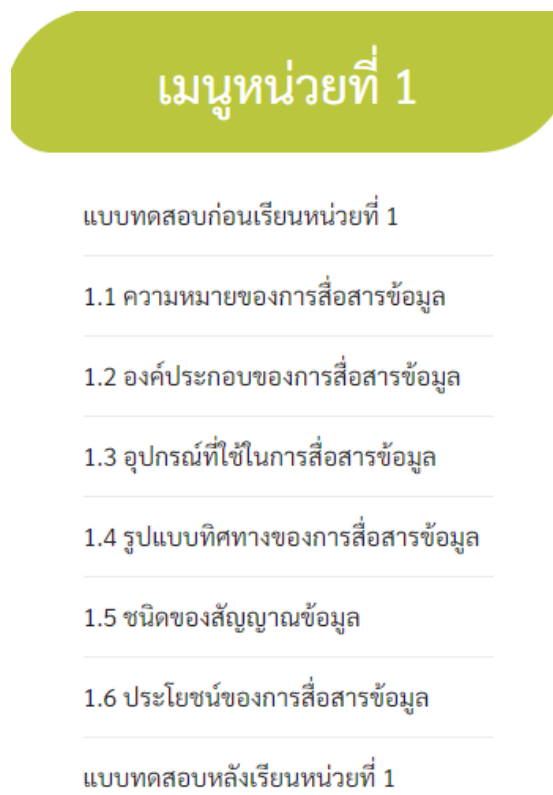 เมนูหน่วยที่ 1
แบบทดสอบก่อนเรียนหน่วยที่ 1
1.1 ความหมายของการสื่อสารข้อมูล
1.2 องค์ประกอบของการสื่อสารข้อมูล
1.3 อุปกรณ์ที่ใช้ในการสื่อสารข้อมูล
1.4 รูปแบบทิศทางของการสื่อสารข้อมูล
1.5 ชนิดของสัญญาณข้อมูล
1.6 ประโยชน์ของการสื่อสารข้อมูล
แบบทดสอบหลังเรียนหน่วยที่ 1